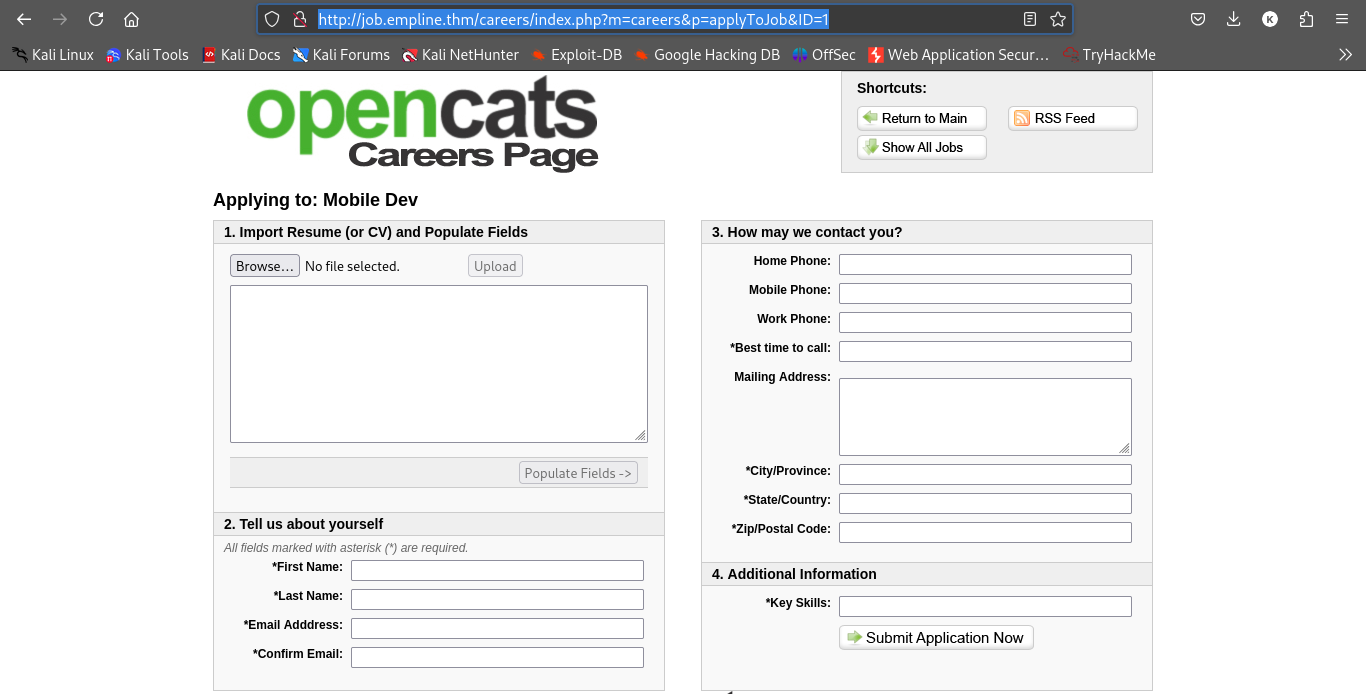 http://job.empline.thm/careers/index.php?m=careers&p=applyToJob&ID=1
K
Kali Linux Kali Tools Kali Docs Kali Forums Kali NetHunter Exploit-DB Google Hacking DB OffSec Web Application Secur… TryHackMe
opencats
Careers Page
Shortcuts:
Return to Main RSS Feed
Show All Jobs
Applying to: Mobile Dev
1. Import Resume (or CV) and Populate Fields
Browse… No file selected. Upload
Populate Fields ->
2. Tell us about yourself
All fields marked with asterisk (*) are required.
*First Name:
*Last Name:
*Email Adddress:
*Confirm Email:
3. How may we contact you?
Home Phone:
Mobile Phone:
Work Phone:
*Best time to call:
Mailing Address:
*City/Province:
*State/Country:
*Zip/Postal Code:
4. Additional Information
*Key Skills:
Submit Application Now